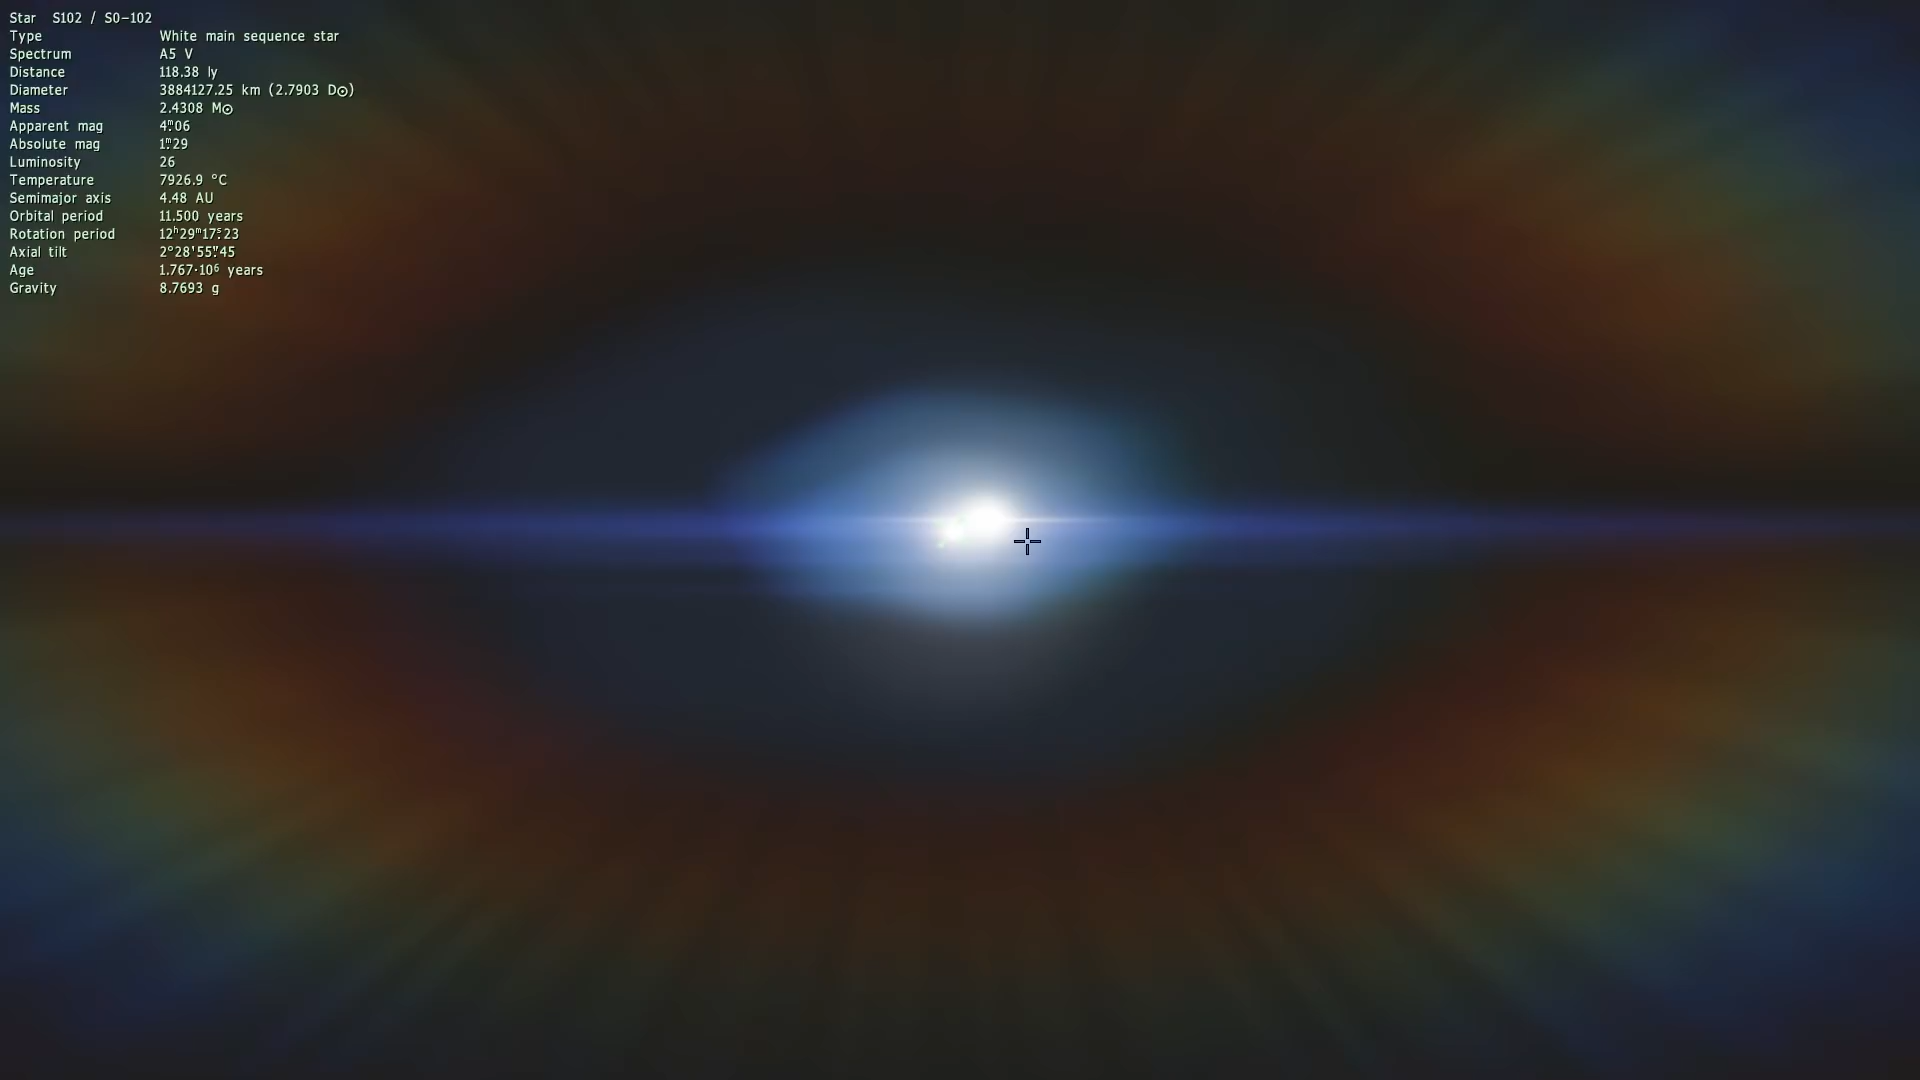 Star S102 / S0-102
Type White main sequence star
Spectrum A5 V
Distance 118.38 ly
Diameter 3884127.25 km (2.7903 D☉)
Mass 2.4308 M☉
Apparent mag 4ᵐ.06
Absolute mag 1ᵐ.29
Luminosity 26
Temperature 7926.9 °C
Semimajor axis 4.48 AU
Orbital period 11.500 years
Rotation period 12ʰ29ᵐ17ˢ.23
Axial tilt 2°28'55".45
Age 1.767·10⁶ years
Gravity 8.7693 g